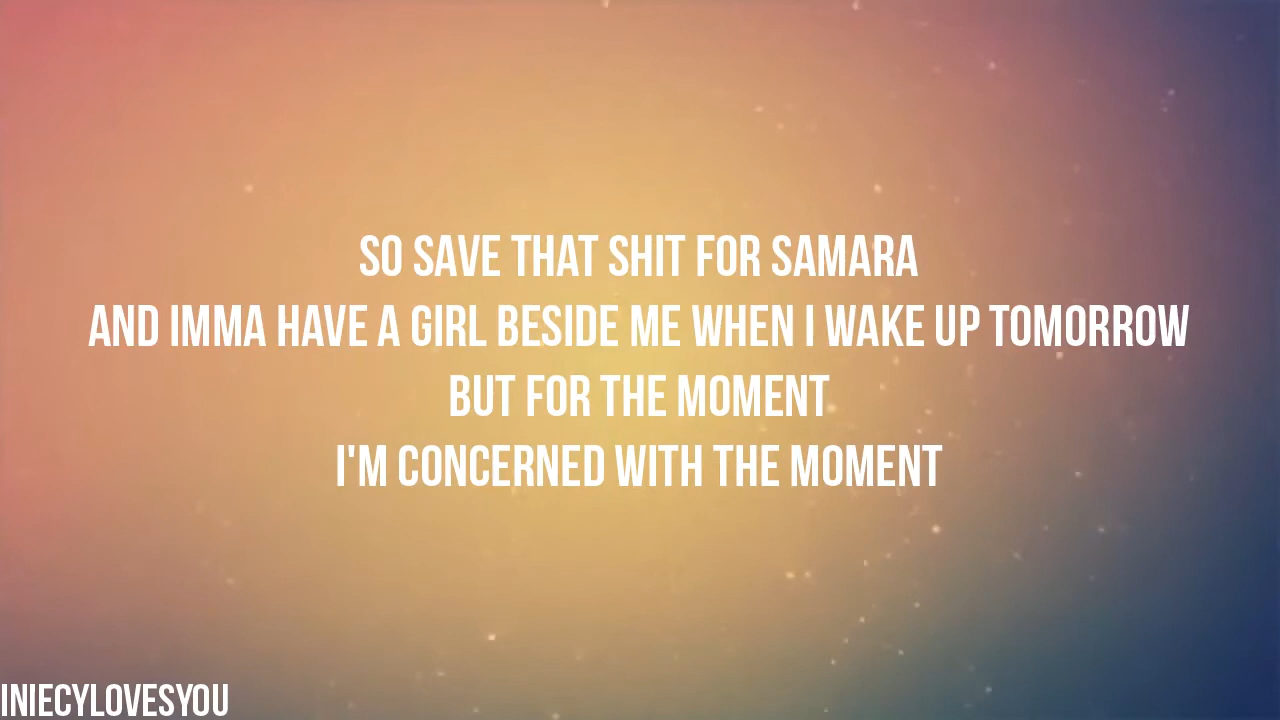 SO SAVE THAT SHIT FOR SAMARA
AND IMMA HAVE A GIRL BESIDE ME WHEN I WAKE UP TOMORROW
BUT FOR THE MOMENT
I'M CONCERNED WITH THE MOMENT
INIECYLOVESYOU